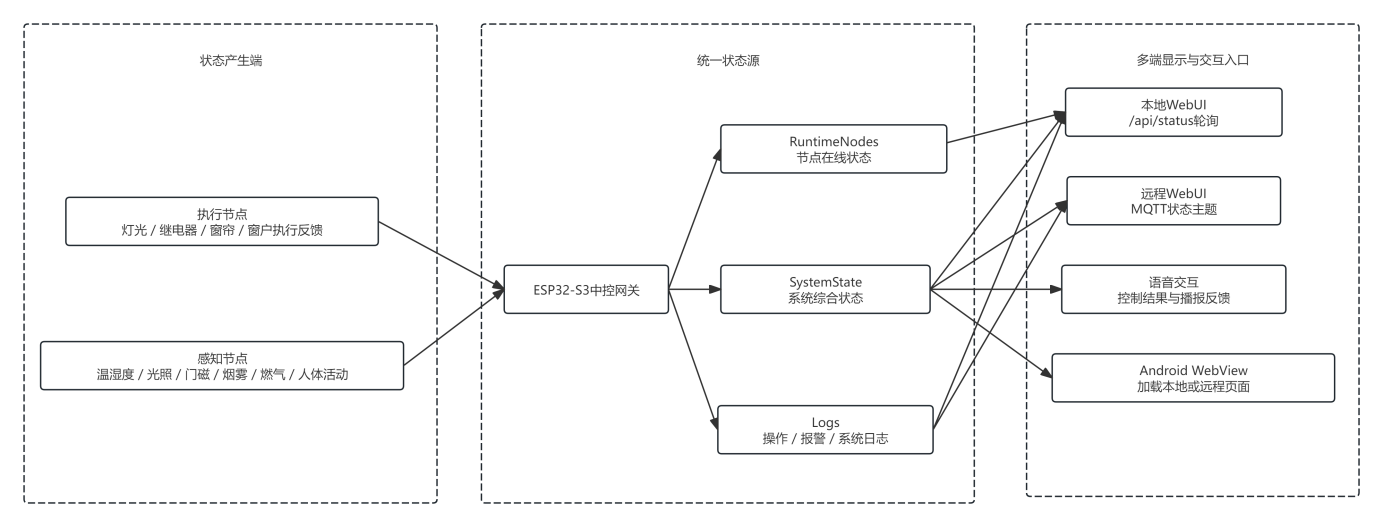 状态产生端
执行节点
灯光 / 继电器 / 窗帘 / 窗户执行反馈
感知节点
温湿度 / 光照 / 门磁 / 烟雾 / 燃气 / 人体活动
统一状态源
ESP32-S3中控网关
RuntimeNodes
节点在线状态
SystemState
系统综合状态
Logs
操作 / 报警 / 系统日志
多端显示与交互入口
本地WebUI
/api/status轮询
远程WebUI
MQTT状态主题
语音交互
控制结果与播报反馈
Android WebView
加载本地或远程页面